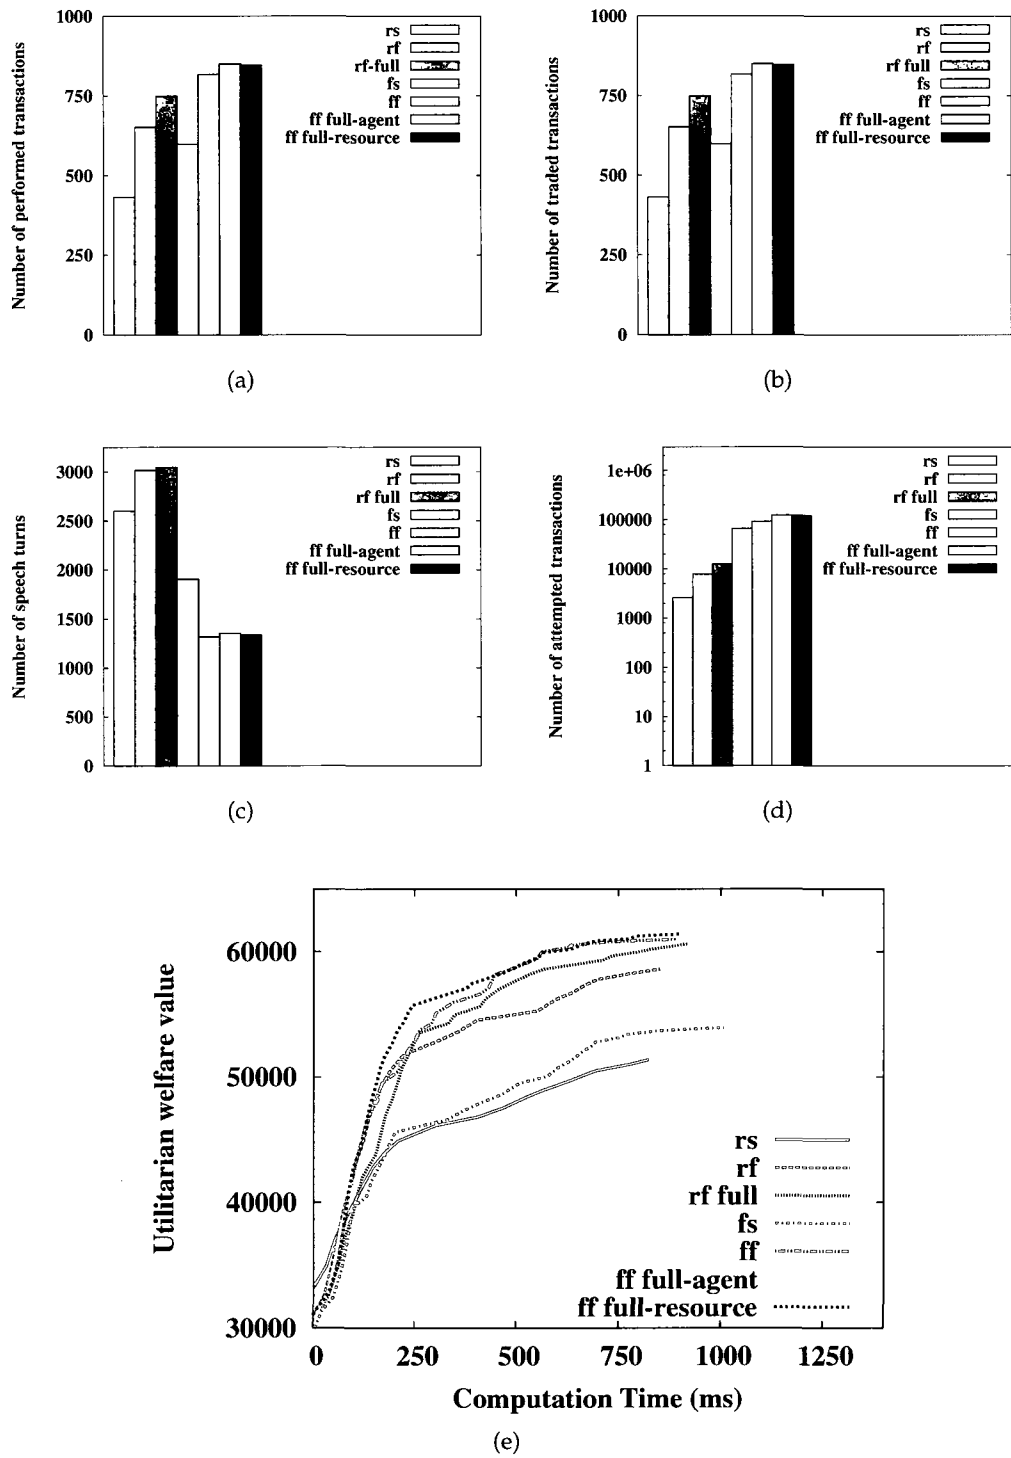 Number of performed transactions
1000
750
500
250
0
rs
rf
rf-full
fs
ff
ff full-agent
ff full-resource
(a)
Number of traded transactions
1000
750
500
250
0
rs
rf
rf full
fs
ff
ff full-agent
ff full-resource
(b)
Number of speech turns
3000
2500
2000
1500
1000
500
0
rs
rf
rf full
fs
ff
ff full-agent
ff full-resource
(c)
Number of attempted transactions
1e+06
100000
10000
1000
100
10
1
rs
rf
rf full
fs
ff
ff full-agent
ff full-resource
(d)
Utilitarian welfare value
60000
50000
40000
30000
rs
rf
rf full
fs
ff
ff full-agent
ff full-resource
0 250 500 750 1000 1250
Computation Time (ms)
(e)